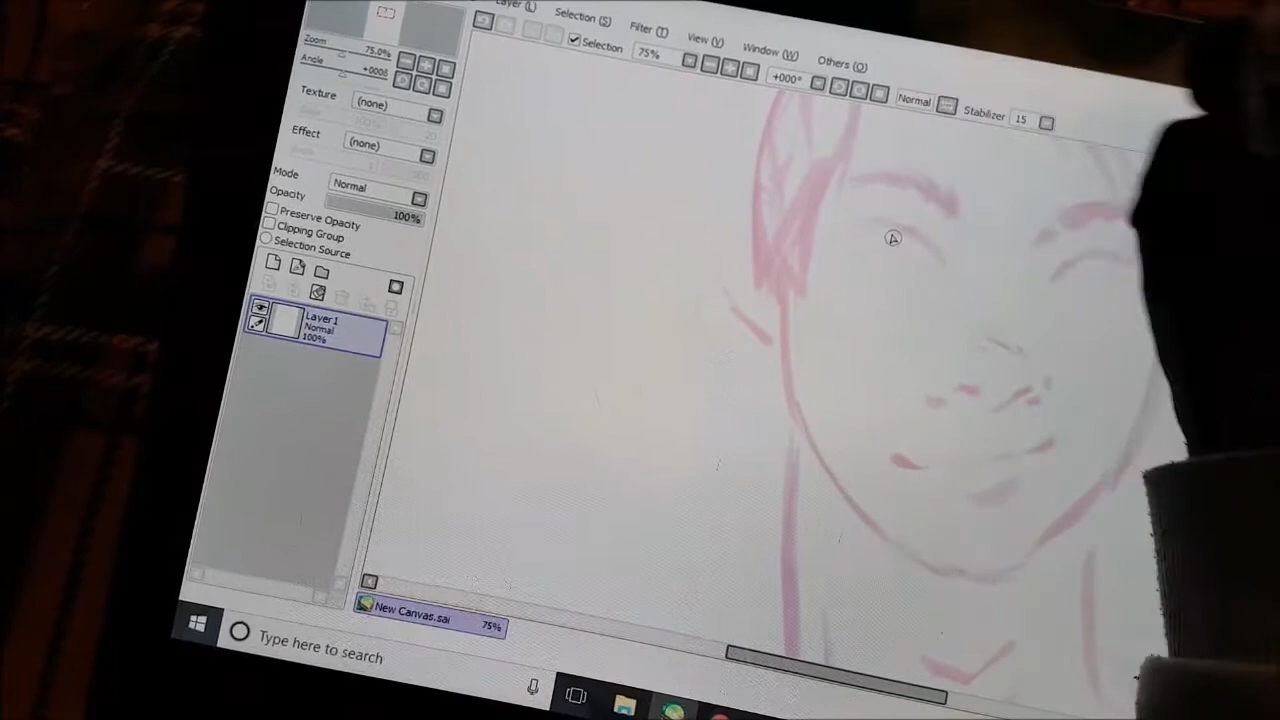 Layer (L) Selection (S) Filter (T) View (V) Window (W) Others (O)
Selection 75% +000° Normal Stabilizer 15
Zoom 75.0%
Angle +0008
Texture (none)
Effect (none)
Mode Normal
Opacity 100%
Preserve Opacity
Clipping Group
Selection Source
Layer1
Normal
100%
New Canvas.sai 75%
Type here to search